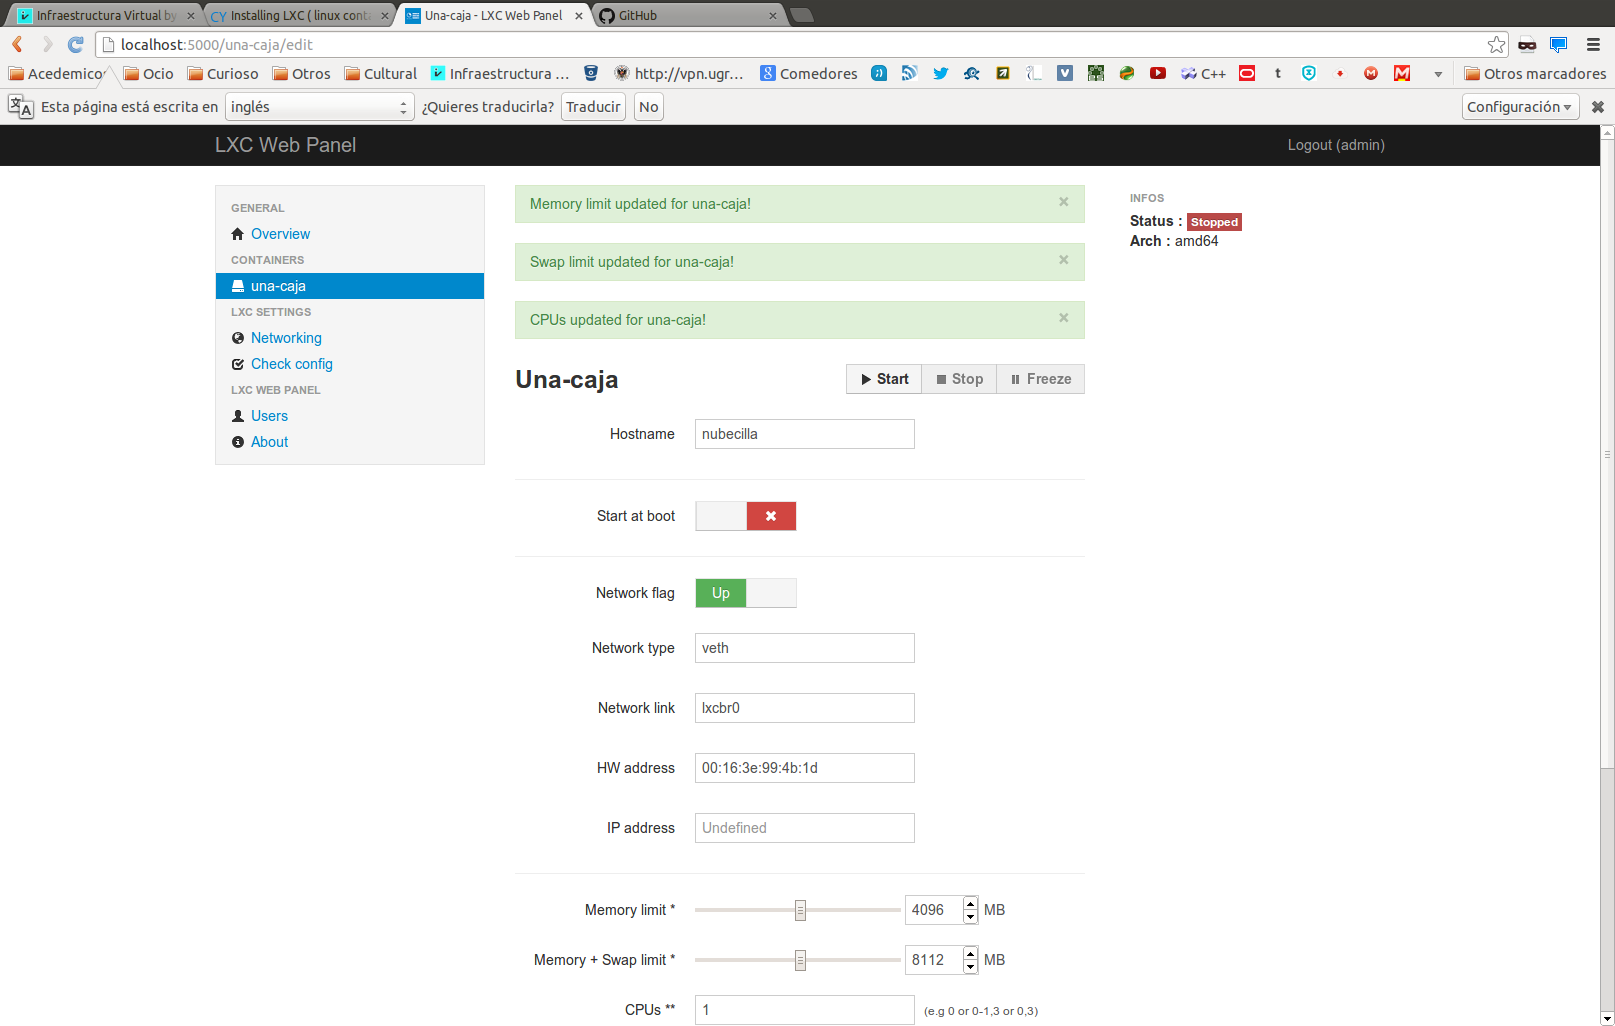 Infraestructura Virtual by
Installing LXC ( linux conta
Una-caja - LXC Web Panel
GitHub
localhost:5000/una-caja/edit
Acedemico
Ocio
Curioso
Otros
Cultural
Infraestructura ...
http://vpn.ugr...
Comedores
C++
Otros marcadores
Esta página está escrita en
inglés
¿Quieres traducirla?
Traducir
No
Configuración
LXC Web Panel
Logout (admin)
GENERAL
Overview
CONTAINERS
una-caja
LXC SETTINGS
Networking
Check config
LXC WEB PANEL
Users
About
Memory limit updated for una-caja!
Swap limit updated for una-caja!
CPUs updated for una-caja!
INFOS
Status : Stopped
Arch : amd64
Una-caja
Start
Stop
Freeze
Hostname
nubecilla
Start at boot
Network flag
Up
Network type
veth
Network link
lxcbr0
HW address
00:16:3e:99:4b:1d
IP address
Undefined
Memory limit *
4096
MB
Memory + Swap limit *
8112
MB
CPUs **
1
(e.g 0 or 0-1,3 or 0,3)